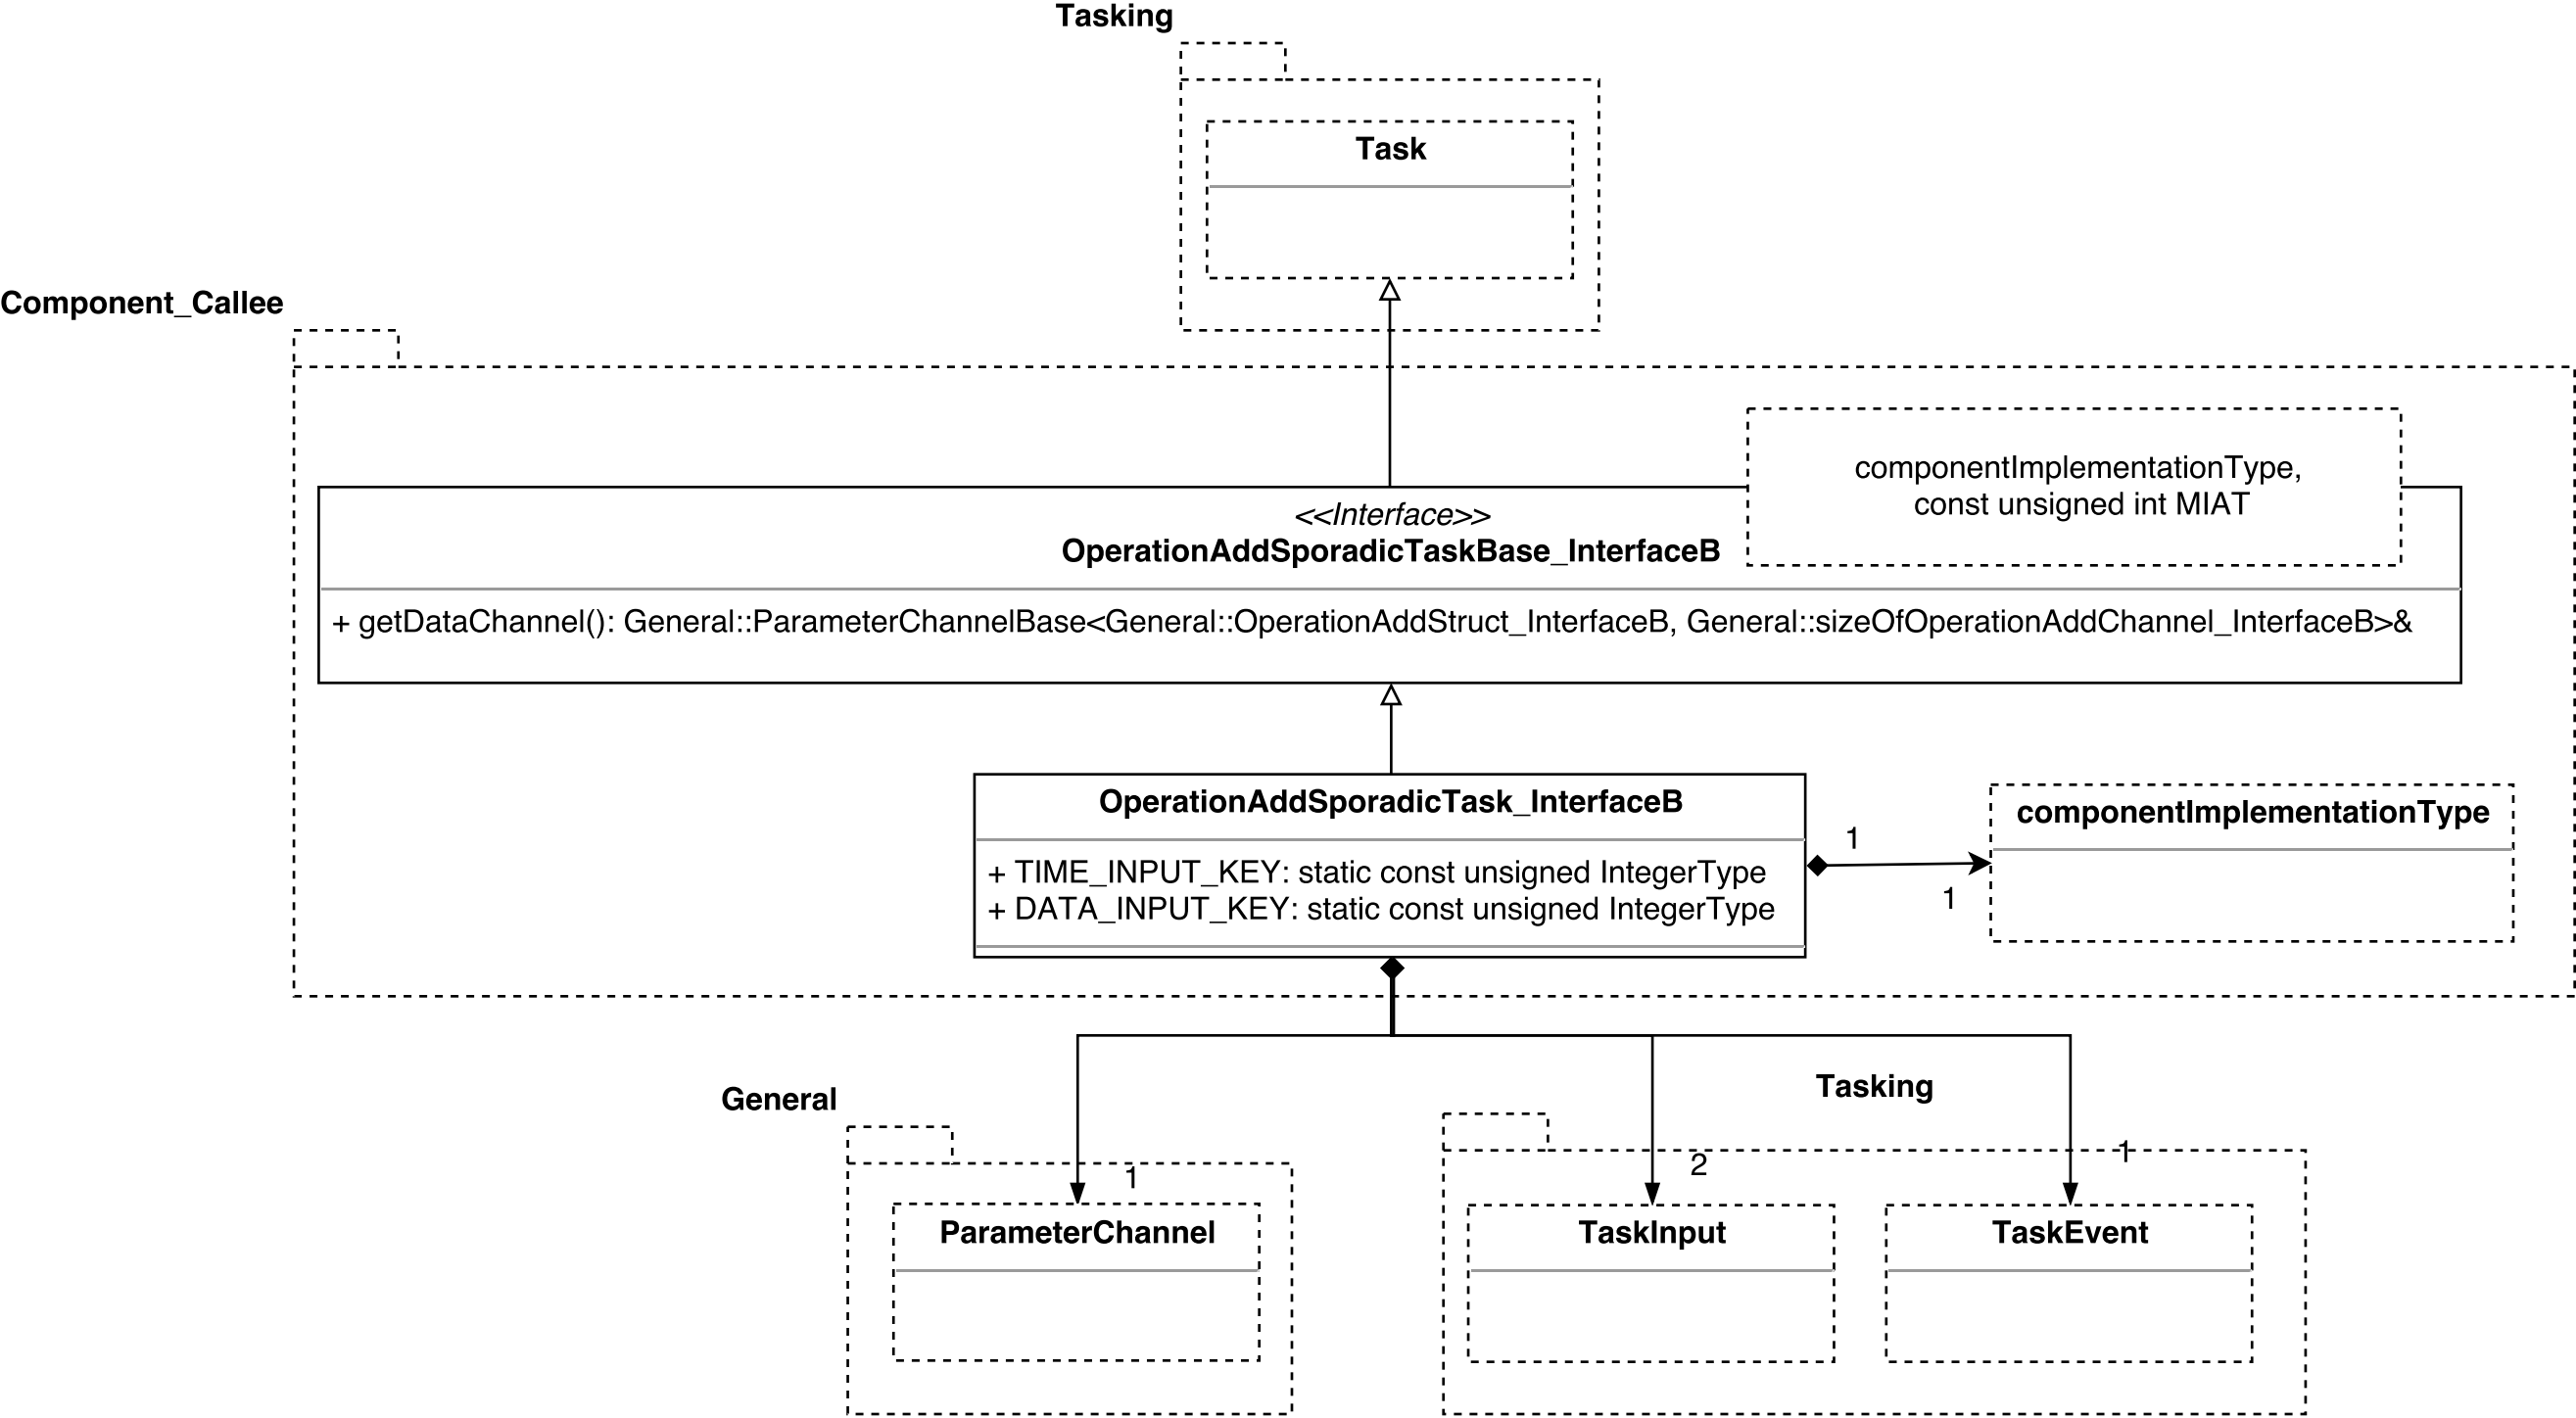 Tasking
Task
Component_Callee
componentImplementationType,
const unsigned int MIAT
<<Interface>>
OperationAddSporadicTaskBase_InterfaceB
+ getDataChannel(): General::ParameterChannelBase<General::OperationAddStruct_InterfaceB, General::sizeOfOperationAddChannel_InterfaceB>&
OperationAddSporadicTask_InterfaceB
+ TIME_INPUT_KEY: static const unsigned IntegerType
+ DATA_INPUT_KEY: static const unsigned IntegerType
1
1
componentImplementationType
General
1
ParameterChannel
Tasking
2
1
TaskInput
TaskEvent